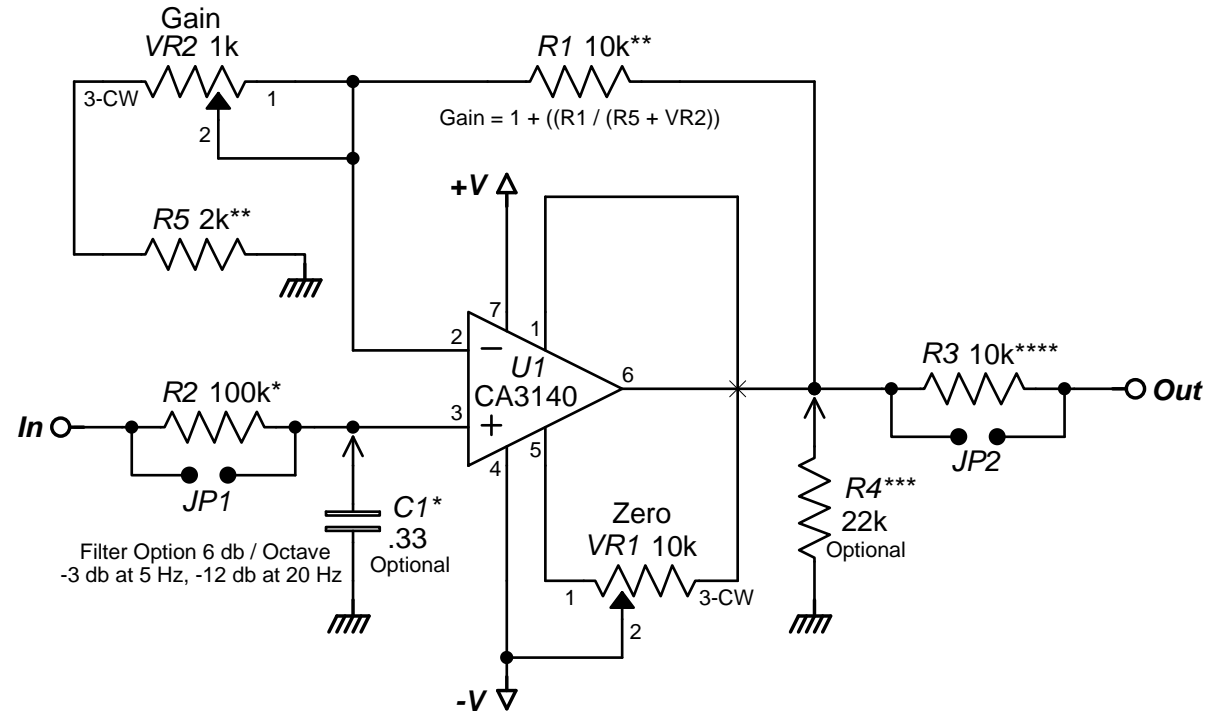 Gain
VR2 1k
3-CW
1
2
R1 10k**
Gain = 1 + ((R1 / (R5 + VR2))
R5 2k**
+V
7
1
2
U1
CA3140
6
3
5
4
In
R2 100k*
JP1
C1*
.33
Optional
Filter Option 6 db / Octave
-3 db at 5 Hz, -12 db at 20 Hz
Zero
VR1 10k
1
3-CW
2
-V
R4***
22k
Optional
R3 10k****
JP2
Out